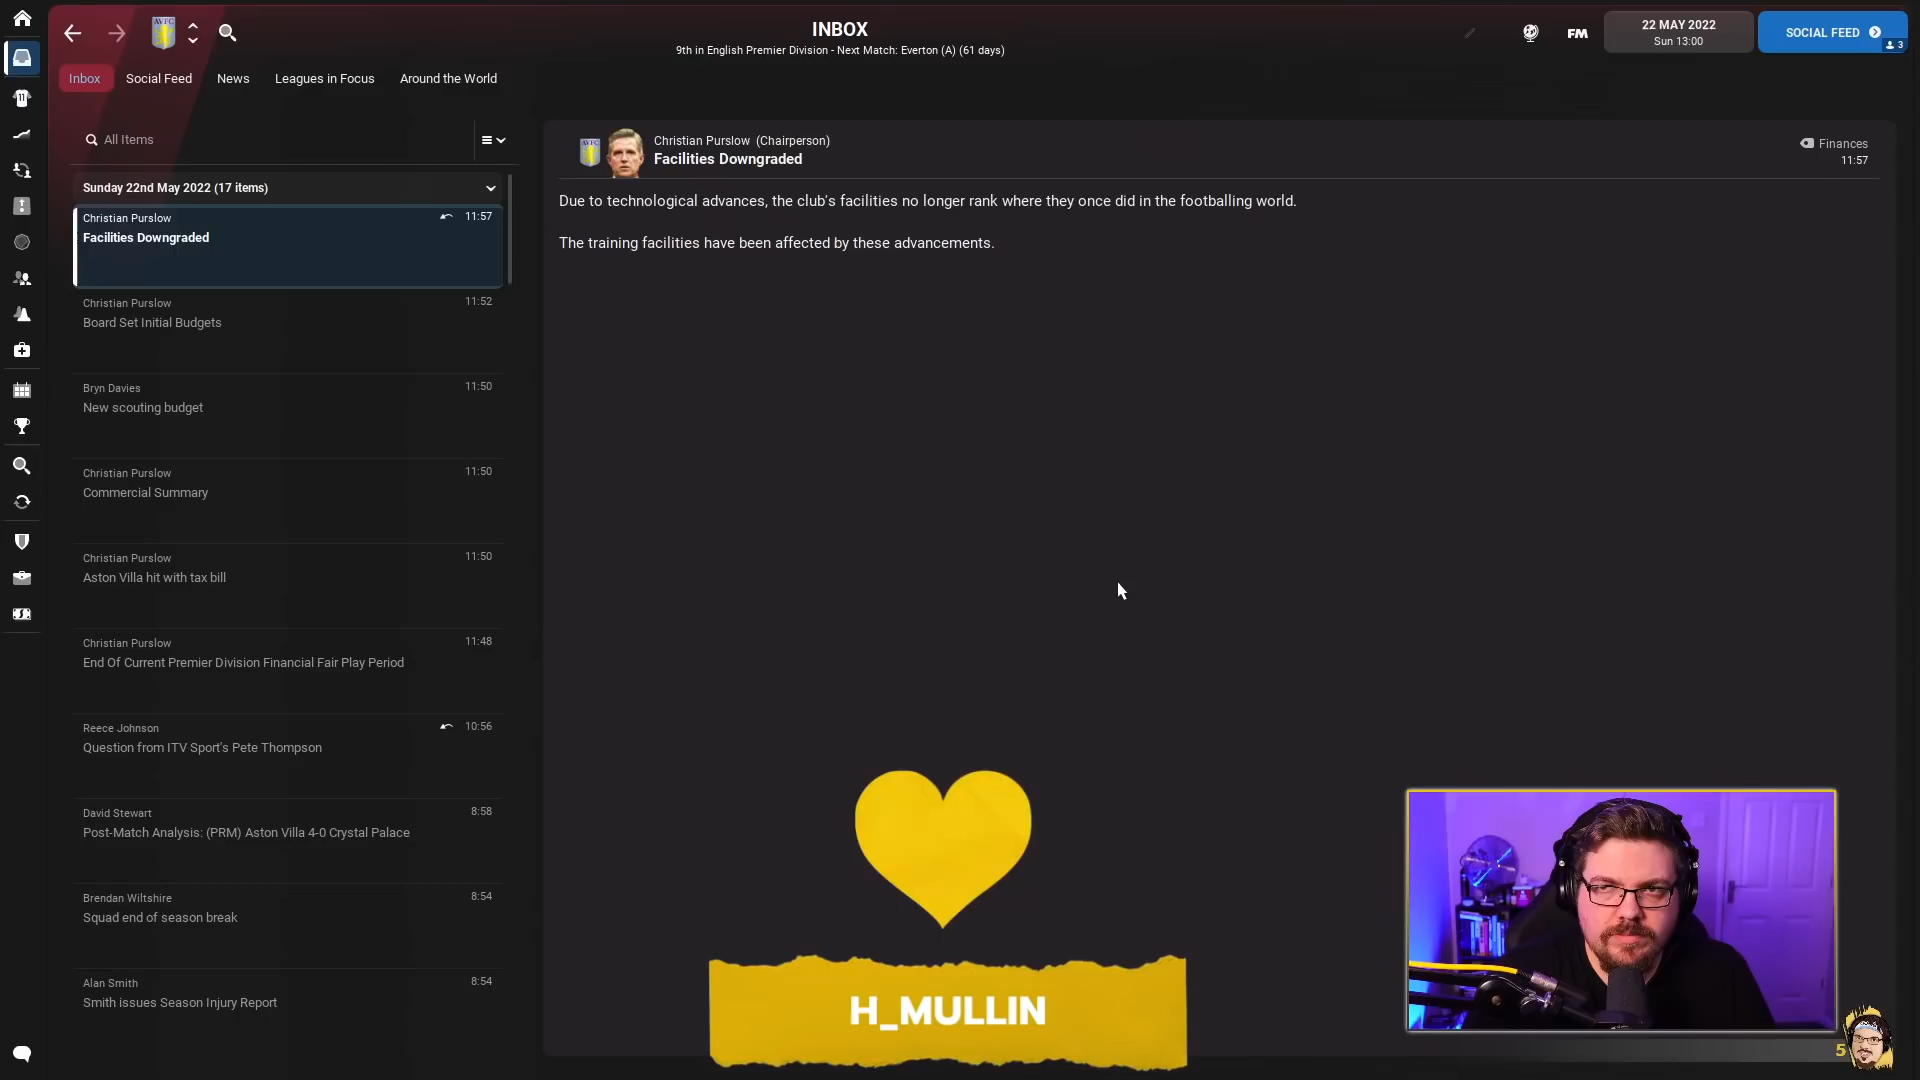 INBOX
9th in English Premier Division - Next Match: Everton (A) (61 days)
FM
22 MAY 2022
Sun 13:00
SOCIAL FEED
3
Inbox
Social Feed
News
Leagues in Focus
Around the World
All Items
Sunday 22nd May 2022 (17 items)
Christian Purslow
11:57
Facilities Downgraded
Christian Purslow
11:52
Board Set Initial Budgets
Bryn Davies
11:50
New scouting budget
Christian Purslow
11:50
Commercial Summary
Christian Purslow
11:50
Aston Villa hit with tax bill
Christian Purslow
11:48
End Of Current Premier Division Financial Fair Play Period
Reece Johnson
10:56
Question from ITV Sport's Pete Thompson
David Stewart
8:58
Post-Match Analysis: (PRM) Aston Villa 4-0 Crystal Palace
Brendan Wiltshire
8:54
Squad end of season break
Alan Smith
8:54
Smith issues Season Injury Report
AVFC
Christian Purslow (Chairperson)
Facilities Downgraded
Finances
11:57
Due to technological advances, the club's facilities no longer rank where they once did in the footballing world.
The training facilities have been affected by these advancements.
H_MULLIN
5